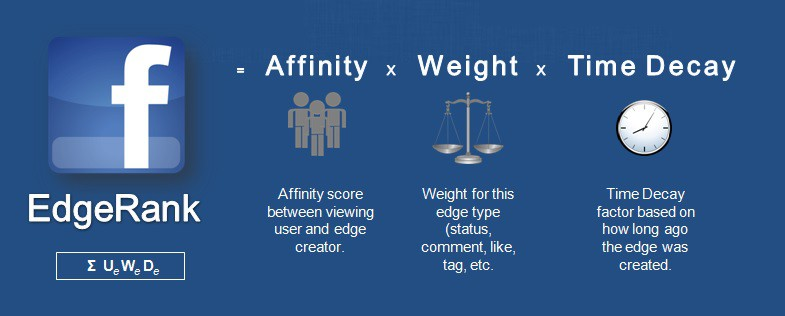 f
EdgeRank
Σ UₑWₑDₑ
= Affinity x Weight x Time Decay
Affinity score
between viewing
user and edge
creator.
Weight for this
edge type
(status,
comment, like,
tag, etc.
Time Decay
factor based on
how long ago
the edge was
created.